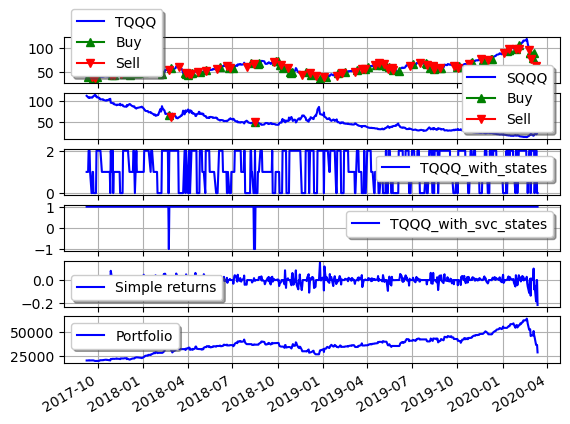 TQQQ
Buy
Sell
100
50
SQQQ
Buy
Sell
100
50
2
0
TQQQ_with_states
1
0
−1
TQQQ_with_svc_states
0.0
−0.2
Simple returns
50000
25000
Portfolio
2017-10
2018-01
2018-04
2018-07
2018-10
2019-01
2019-04
2019-07
2019-10
2020-01
2020-04